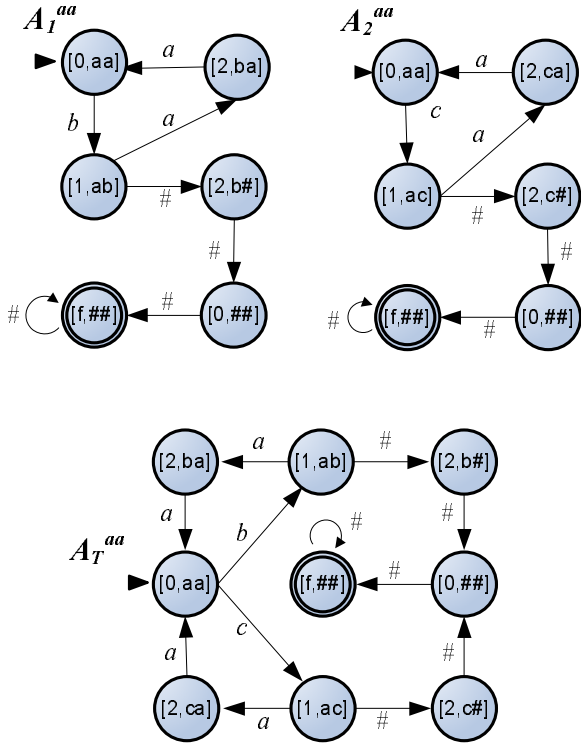 A₁ᵃᵃ A₂ᵃᵃ
[0,aa] a [2,ba] [0,aa] a [2,ca]
b a c a
[1,ab] # [2,b#] [1,ac] # [2,c#]
# #
# [f,##] # [0,##] # [f,##] # [0,##]
[2,ba] a [1,ab] # [2,b#]
a b # #
A_Tᵃᵃ [0,aa] [f,##] # [0,##]
a c #
[2,ca] a [1,ac] # [2,c#]